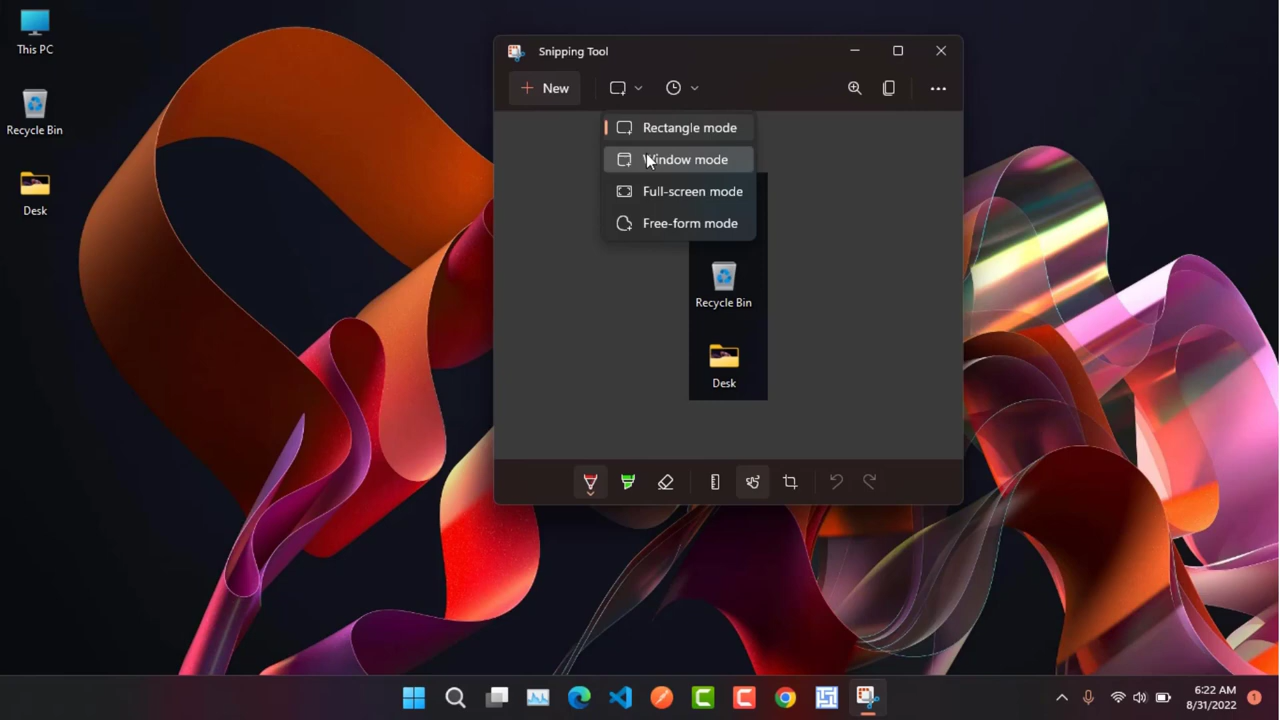 This PC
Recycle Bin
Desk
Snipping Tool
New
Rectangle mode
Window mode
Full-screen mode
Free-form mode
Recycle Bin
Desk
6:22 AM
8/31/2022
1